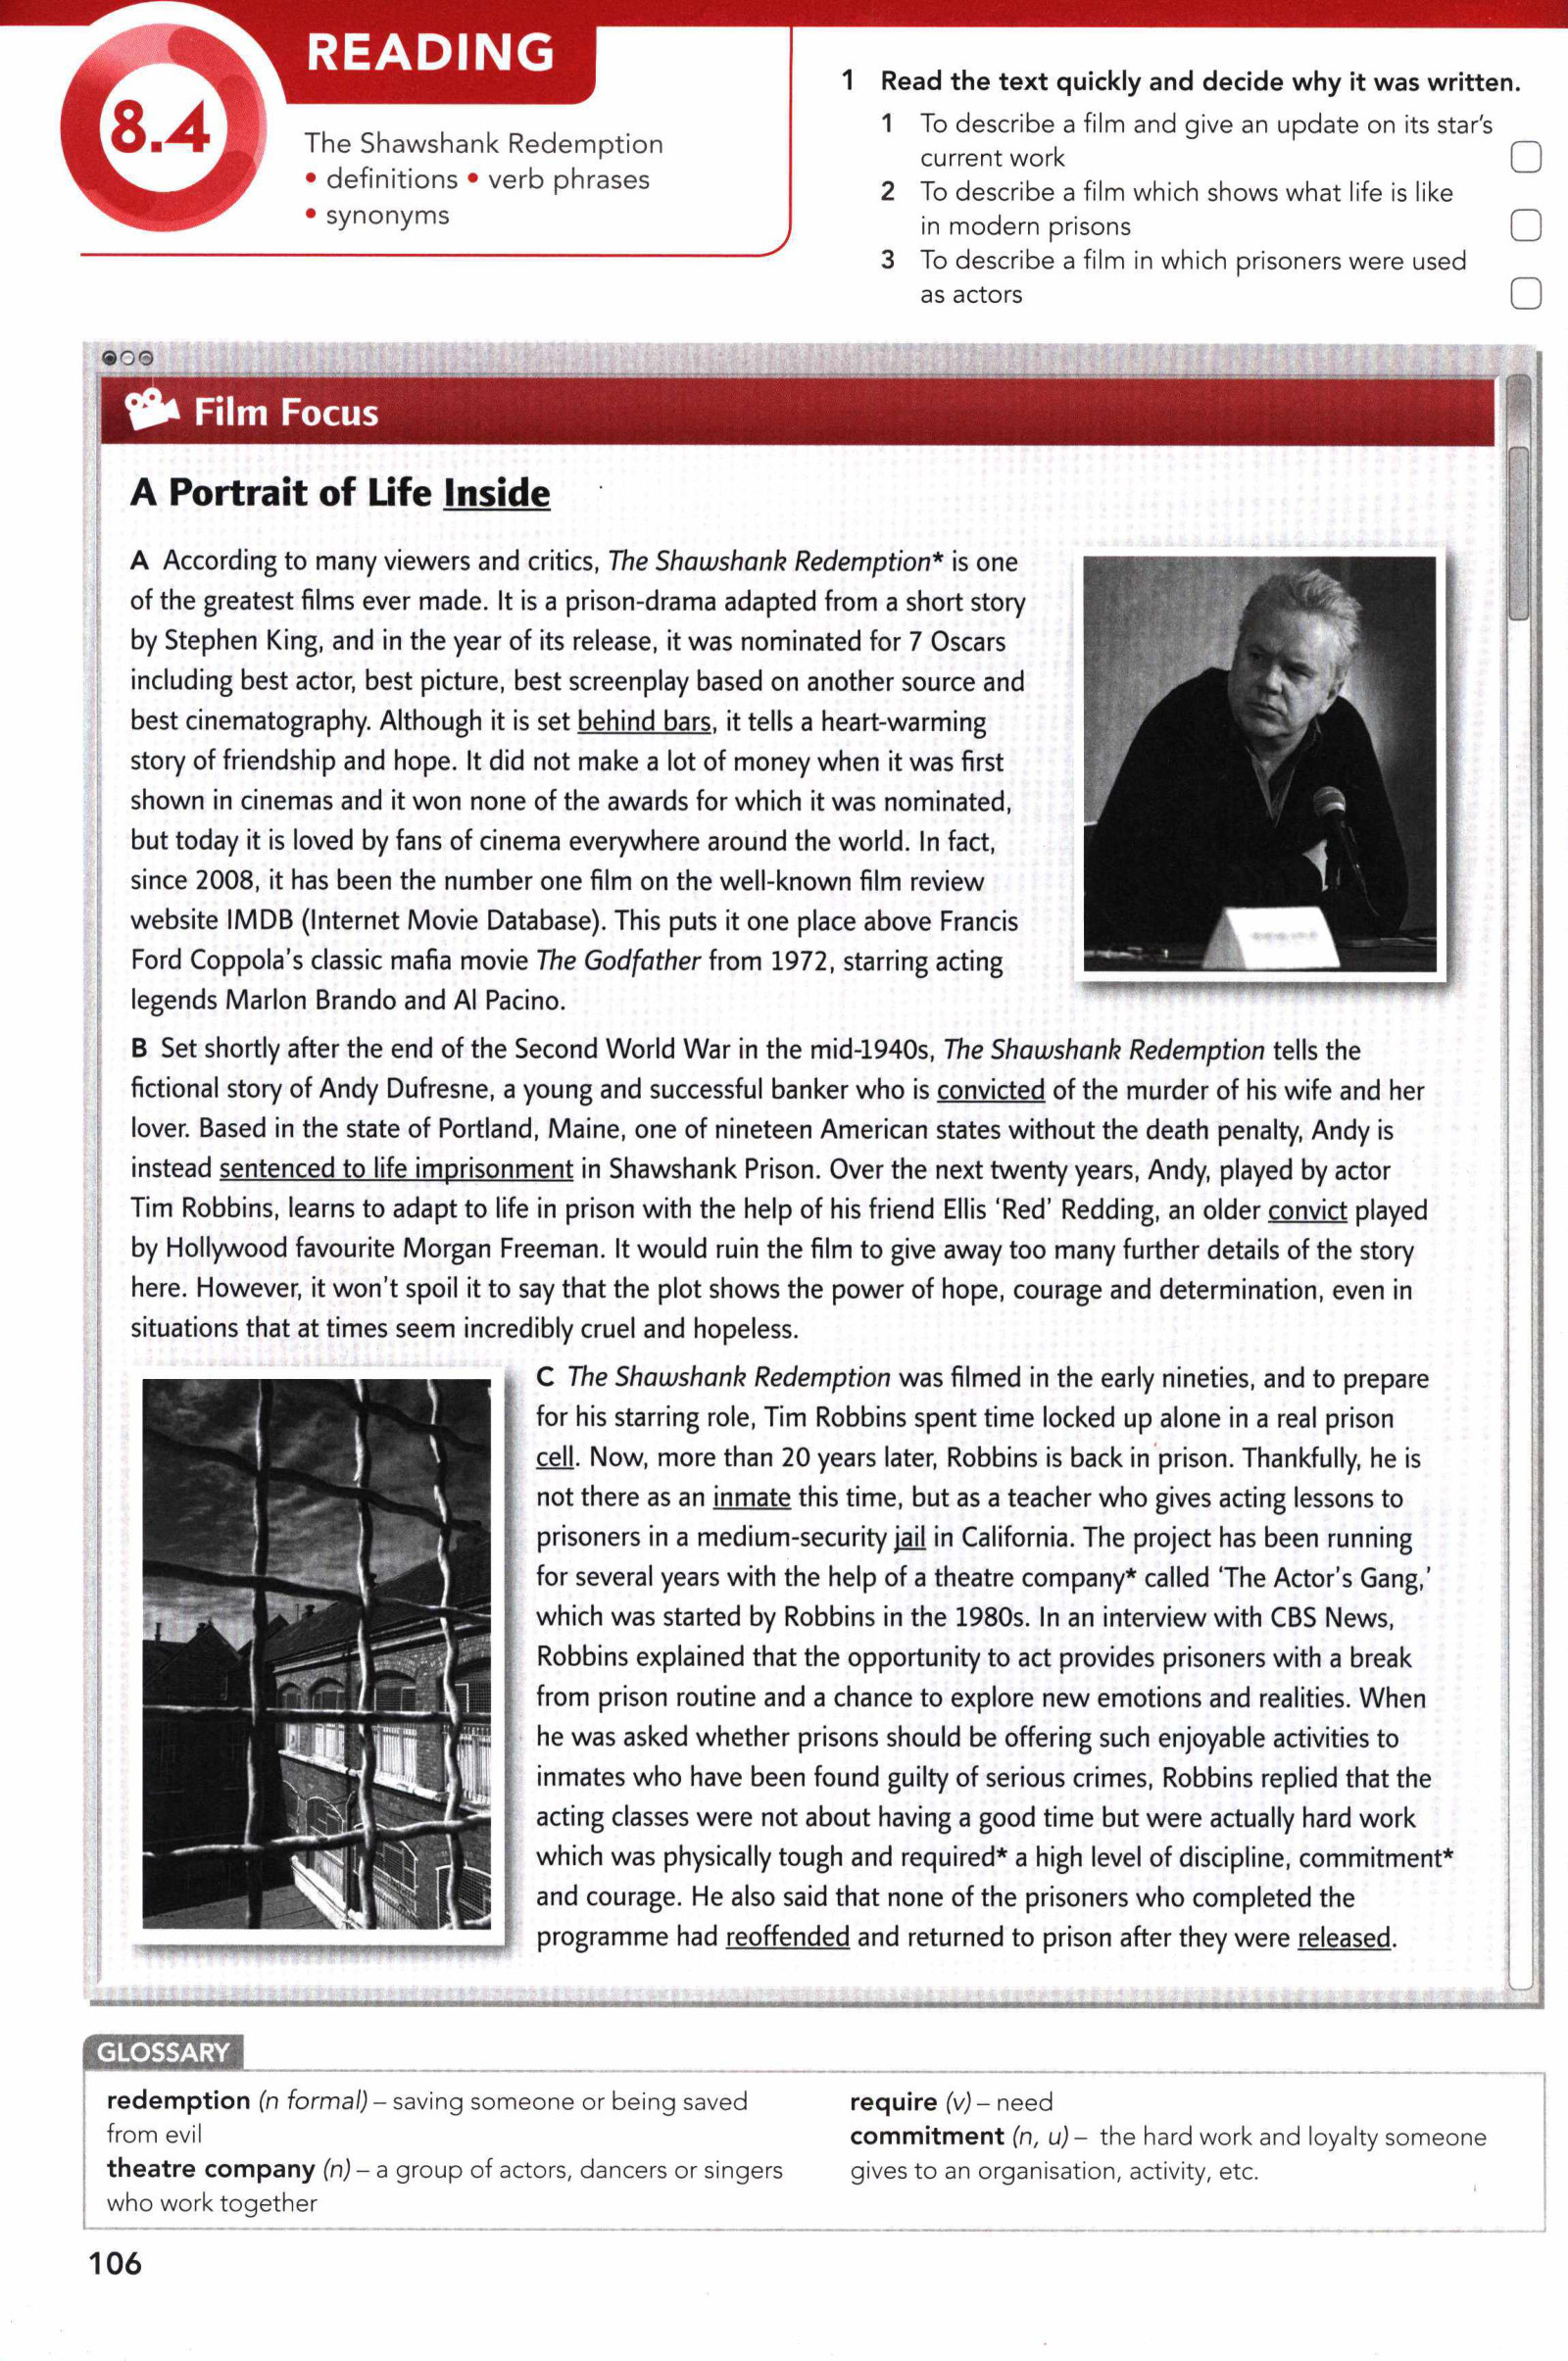 READING
8.4
The Shawshank Redemption
• definitions • verb phrases
• synonyms
1 Read the text quickly and decide why it was written.
1 To describe a film and give an update on its star's
current work
2 To describe a film which shows what life is like
in modern prisons
3 To describe a film in which prisoners were used
as actors
Film Focus
A Portrait of Life Inside
A According to many viewers and critics, The Shawshank Redemption* is one
of the greatest films ever made. It is a prison-drama adapted from a short story
by Stephen King, and in the year of its release, it was nominated for 7 Oscars
including best actor, best picture, best screenplay based on another source and
best cinematography. Although it is set behind bars, it tells a heart-warming
story of friendship and hope. It did not make a lot of money when it was first
shown in cinemas and it won none of the awards for which it was nominated,
but today it is loved by fans of cinema everywhere around the world. In fact,
since 2008, it has been the number one film on the well-known film review
website IMDB (Internet Movie Database). This puts it one place above Francis
Ford Coppola's classic mafia movie The Godfather from 1972, starring acting
legends Marlon Brando and Al Pacino.
B Set shortly after the end of the Second World War in the mid-1940s, The Shawshank Redemption tells the
fictional story of Andy Dufresne, a young and successful banker who is convicted of the murder of his wife and her
lover. Based in the state of Portland, Maine, one of nineteen American states without the death penalty, Andy is
instead sentenced to life imprisonment in Shawshank Prison. Over the next twenty years, Andy, played by actor
Tim Robbins, learns to adapt to life in prison with the help of his friend Ellis 'Red' Redding, an older convict played
by Hollywood favourite Morgan Freeman. It would ruin the film to give away too many further details of the story
here. However, it won't spoil it to say that the plot shows the power of hope, courage and determination, even in
situations that at times seem incredibly cruel and hopeless.
C The Shawshank Redemption was filmed in the early nineties, and to prepare
for his starring role, Tim Robbins spent time locked up alone in a real prison
cell. Now, more than 20 years later, Robbins is back in prison. Thankfully, he is
not there as an inmate this time, but as a teacher who gives acting lessons to
prisoners in a medium-security jail in California. The project has been running
for several years with the help of a theatre company* called 'The Actor's Gang,'
which was started by Robbins in the 1980s. In an interview with CBS News,
Robbins explained that the opportunity to act provides prisoners with a break
from prison routine and a chance to explore new emotions and realities. When
he was asked whether prisons should be offering such enjoyable activities to
inmates who have been found guilty of serious crimes, Robbins replied that the
acting classes were not about having a good time but were actually hard work
which was physically tough and required* a high level of discipline, commitment*
and courage. He also said that none of the prisoners who completed the
programme had reoffended and returned to prison after they were released.
GLOSSARY
redemption (n formal) – saving someone or being saved
from evil
theatre company (n) – a group of actors, dancers or singers
who work together
require (v) – need
commitment (n, u) – the hard work and loyalty someone
gives to an organisation, activity, etc.
106